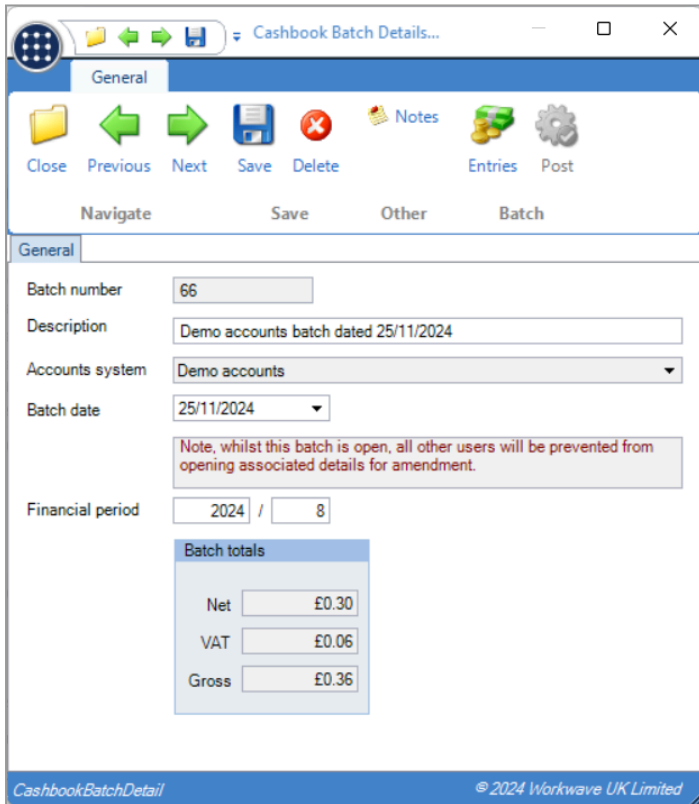 Cashbook Batch Details...
General
Close Previous Next Save Delete Notes Entries Post
Navigate Save Other Batch
General
Batch number 66
Description Demo accounts batch dated 25/11/2024
Accounts system Demo accounts
Batch date 25/11/2024
Note, whilst this batch is open, all other users will be prevented from
opening associated details for amendment.
Financial period 2024 / 8
Batch totals
Net £0.30
VAT £0.06
Gross £0.36
CashbookBatchDetail © 2024 Workwave UK Limited